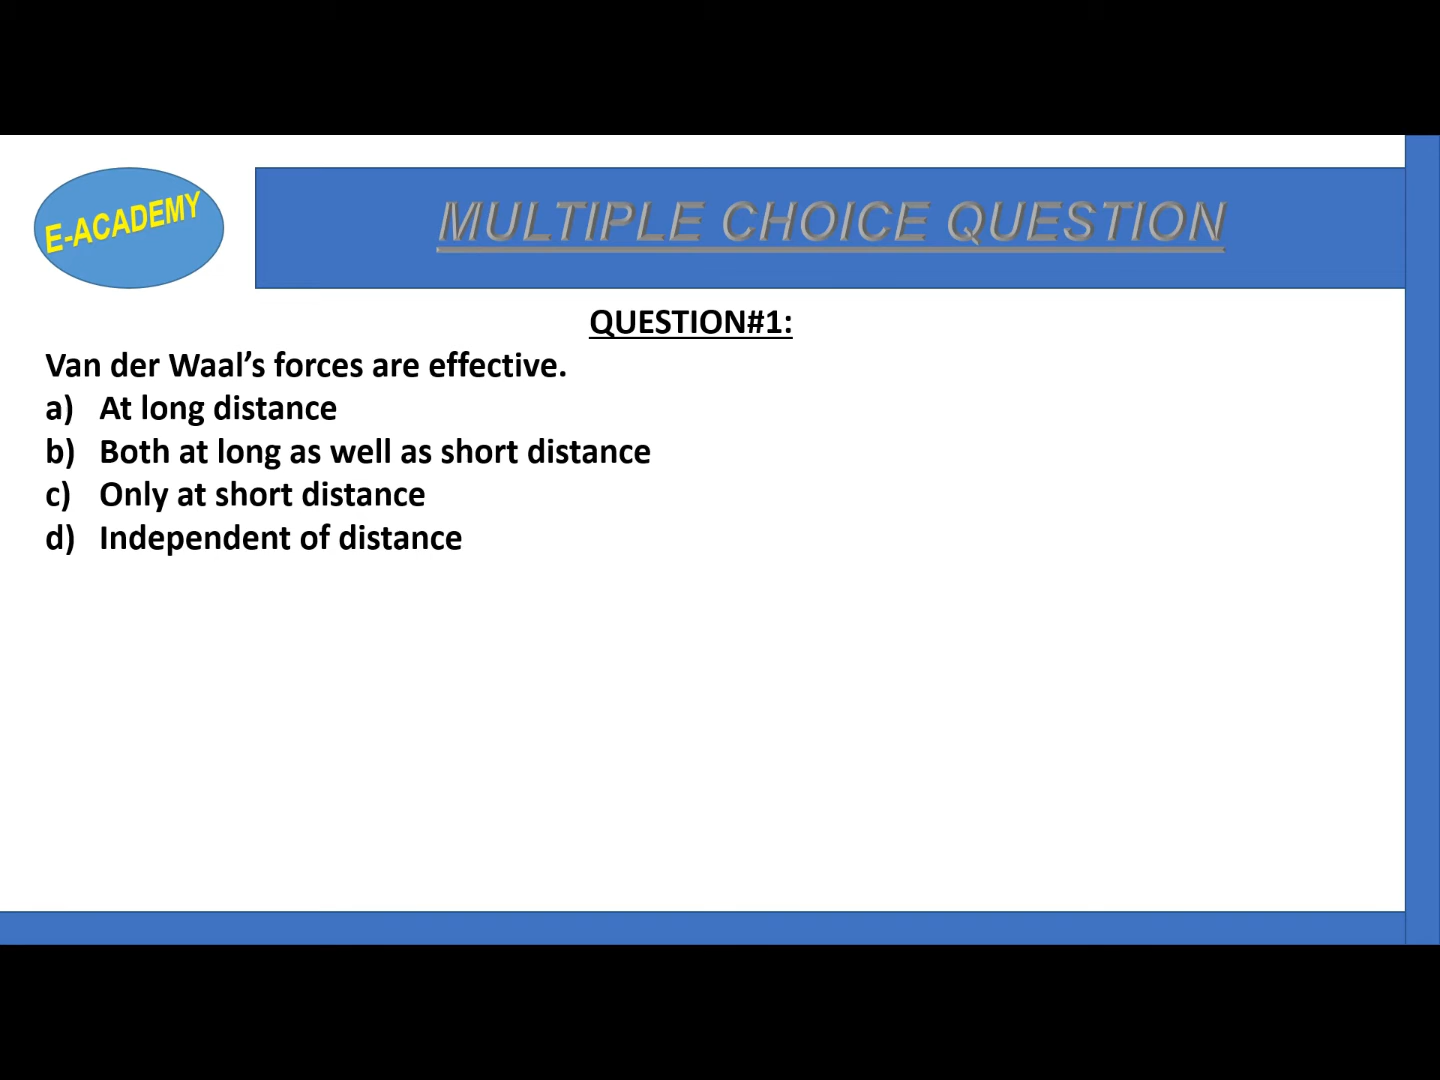 E-ACADEMY
MULTIPLE CHOICE QUESTION
QUESTION#1:
Van der Waal’s forces are effective.
a) At long distance
b) Both at long as well as short distance
c) Only at short distance
d) Independent of distance